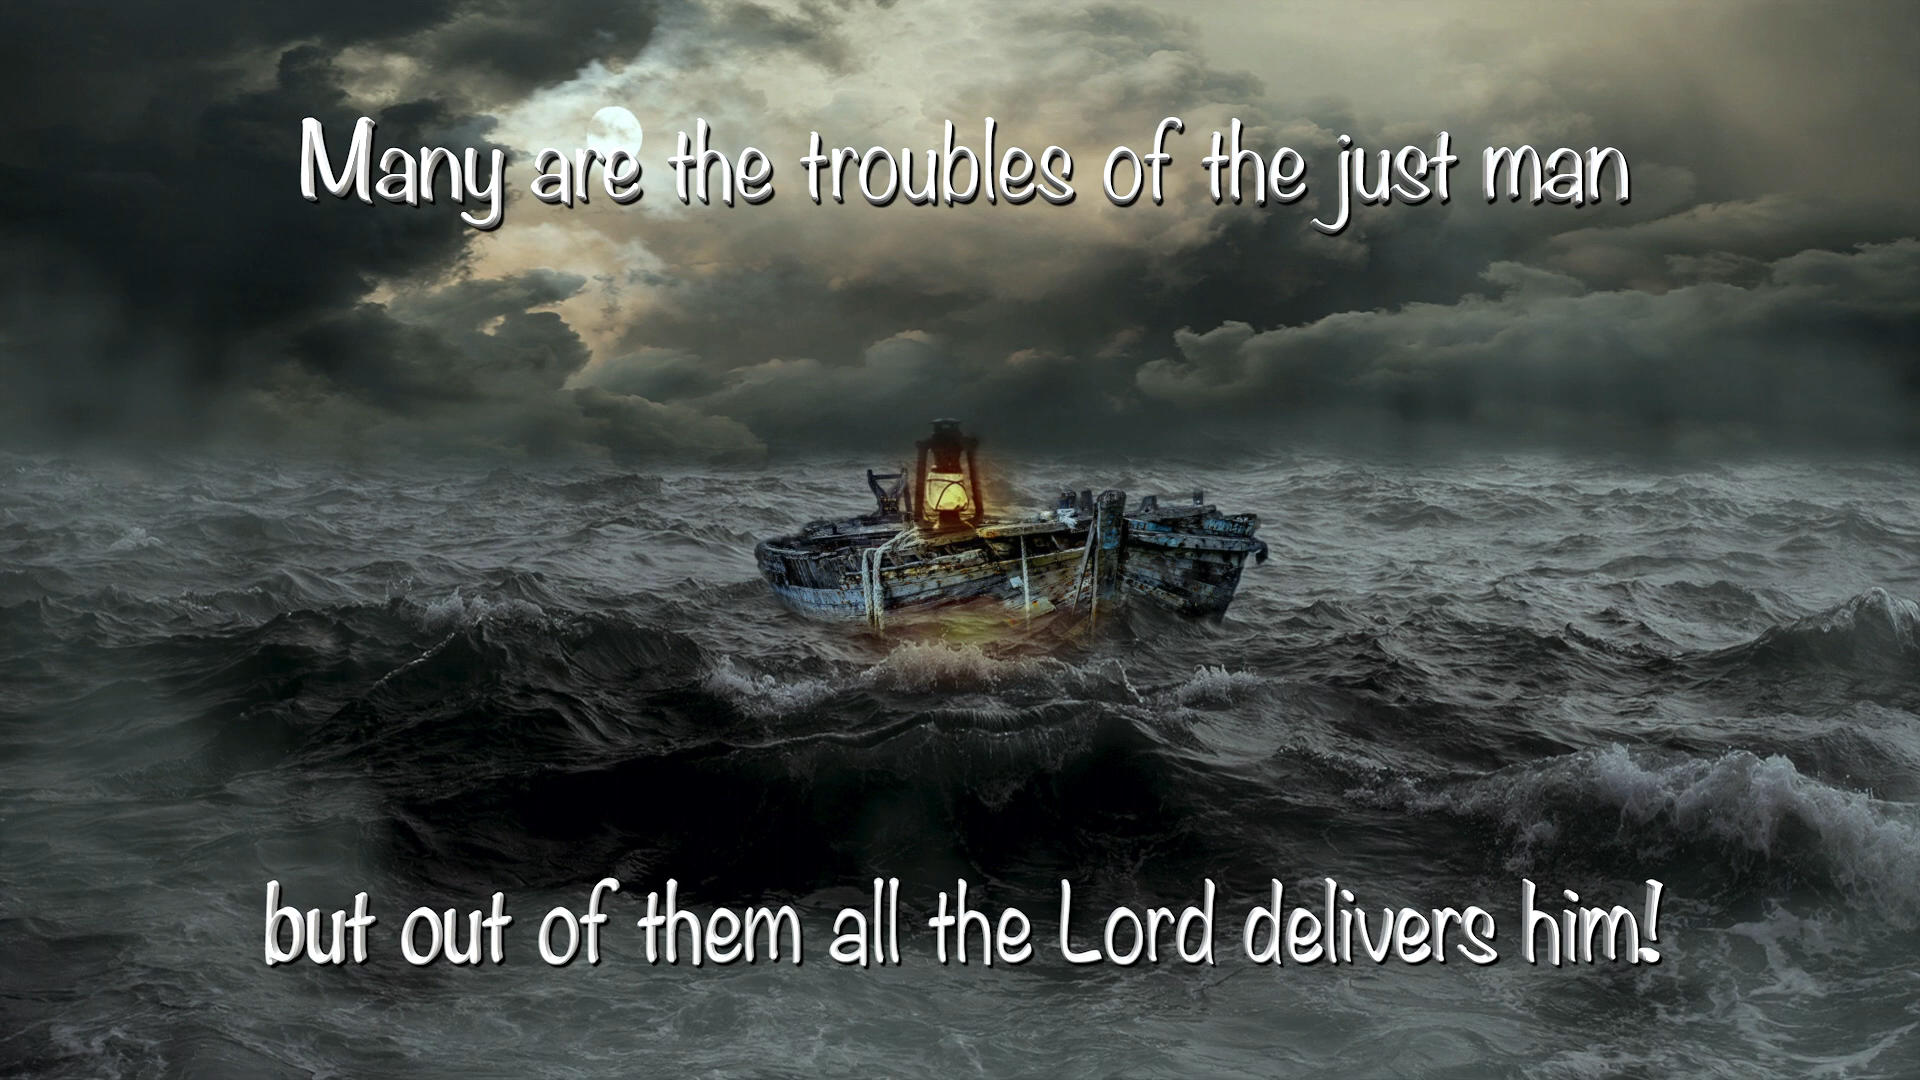 Many are the troubles of the just man
but out of them all the Lord delivers him!